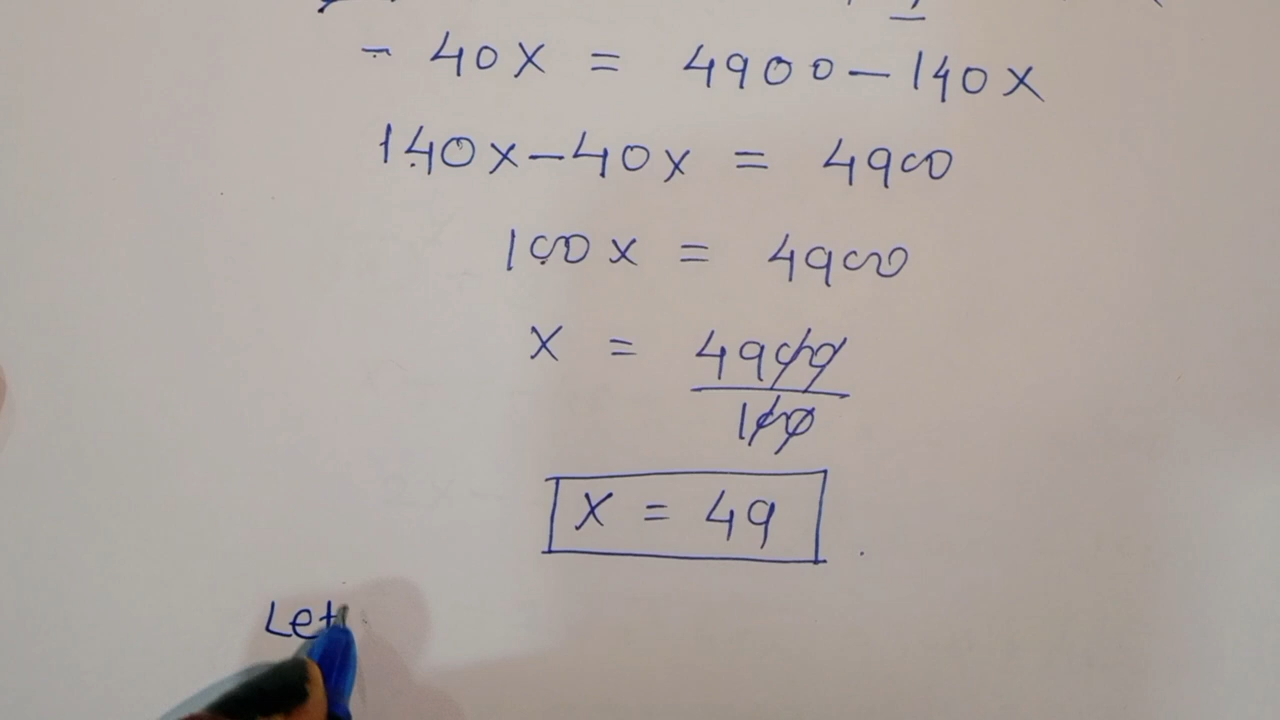 - 40x = 4900 - 140x
140x - 40x = 4900
100x = 4900
x = 4900
100
x = 49
Let